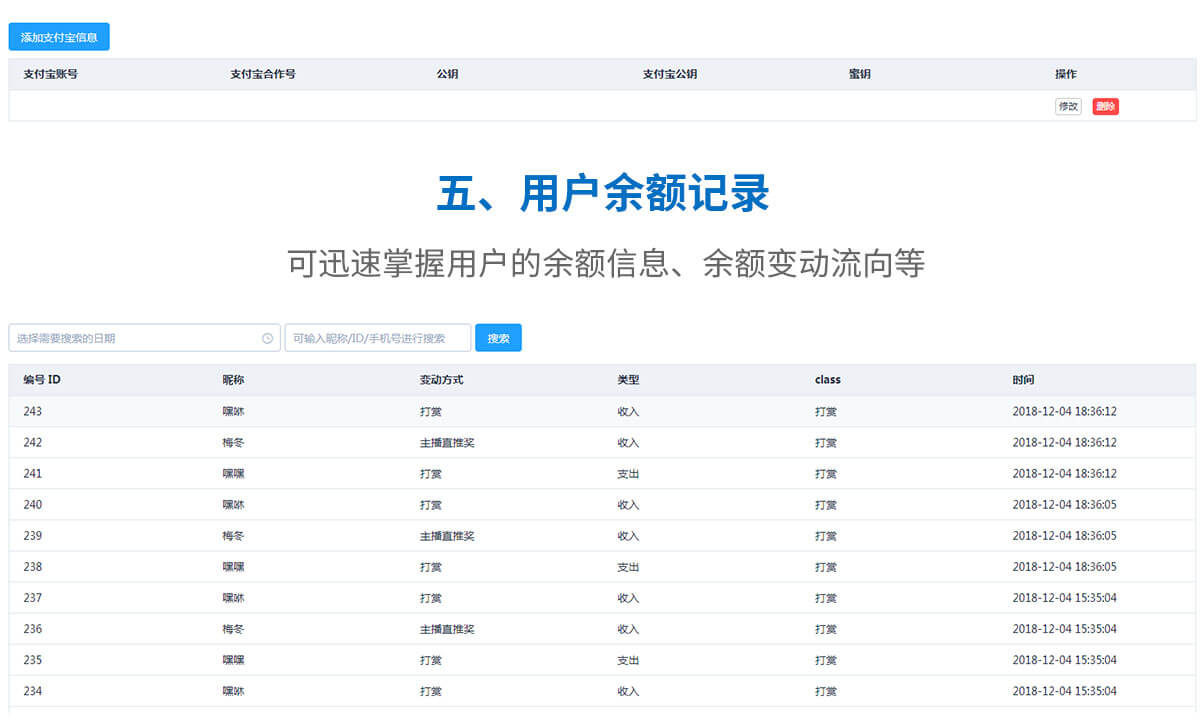 添加支付宝信息
支付宝账号 支付宝合作号 公钥 支付宝公钥 蜜钥 操作
修改 删除
五、用户余额记录
可迅速掌握用户的余额信息、余额变动流向等
选择需要搜索的日期 可输入昵称/ID/手机号进行搜索 搜索
编号 ID 昵称 变动方式 类型 class 时间
243 嘿咻 打赏 收入 打赏 2018-12-04 18:36:12
242 梅冬 主播直推奖 收入 打赏 2018-12-04 18:36:12
241 嘿嘿 打赏 支出 打赏 2018-12-04 18:36:12
240 嘿咻 打赏 收入 打赏 2018-12-04 18:36:05
239 梅冬 主播直推奖 收入 打赏 2018-12-04 18:36:05
238 嘿嘿 打赏 支出 打赏 2018-12-04 18:36:05
237 嘿咻 打赏 收入 打赏 2018-12-04 15:35:04
236 梅冬 主播直推奖 收入 打赏 2018-12-04 15:35:04
235 嘿嘿 打赏 支出 打赏 2018-12-04 15:35:04
234 嘿咻 打赏 收入 打赏 2018-12-04 15:35:04